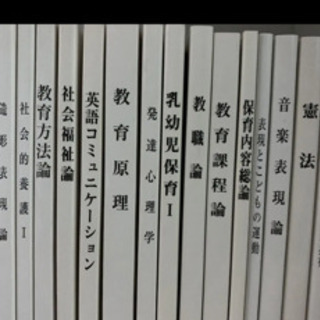 造形表現論
社会的養護Ⅰ
教育方法論
社会福祉論
英語コミュニケーション
教育原理
発達心理学
乳幼児保育Ⅰ
教職論
教育課程論
保育内容総論
表現とこどもの運動
音楽表現論
憲法